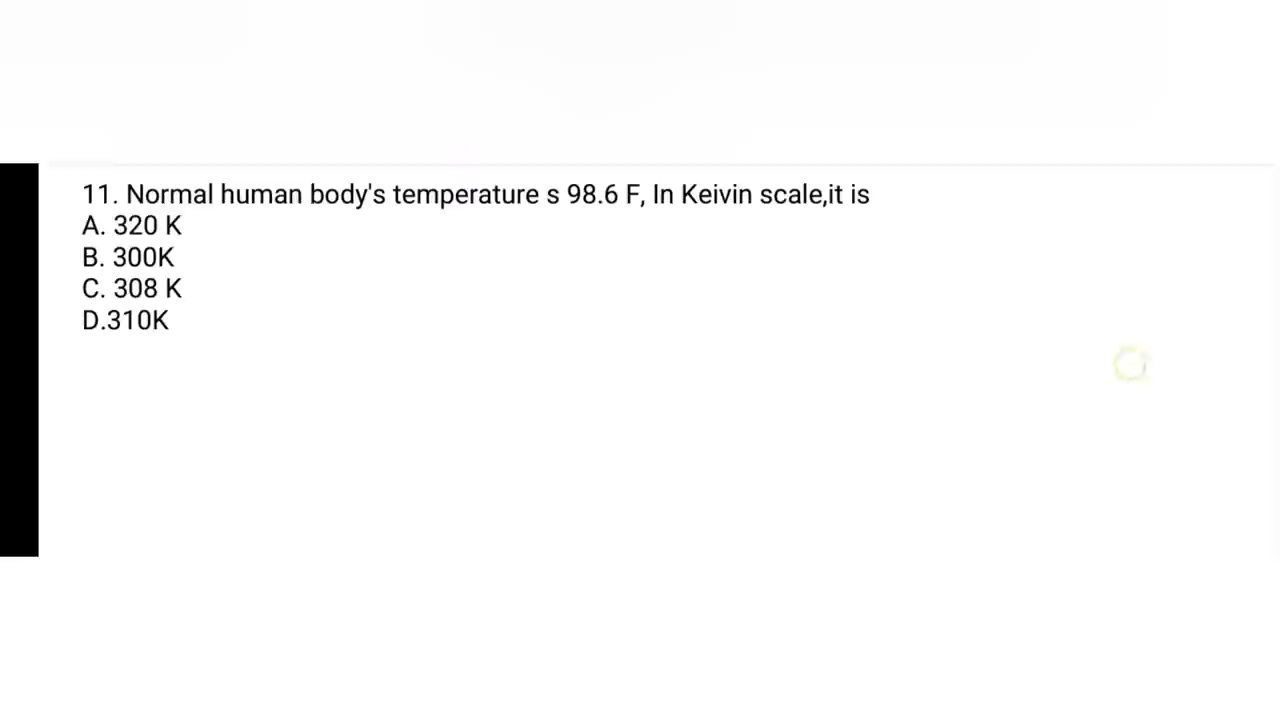 11. Normal human body's temperature s 98.6 F, In Keivin scale,it is
A. 320 K
B. 300K
C. 308 K
D.310K